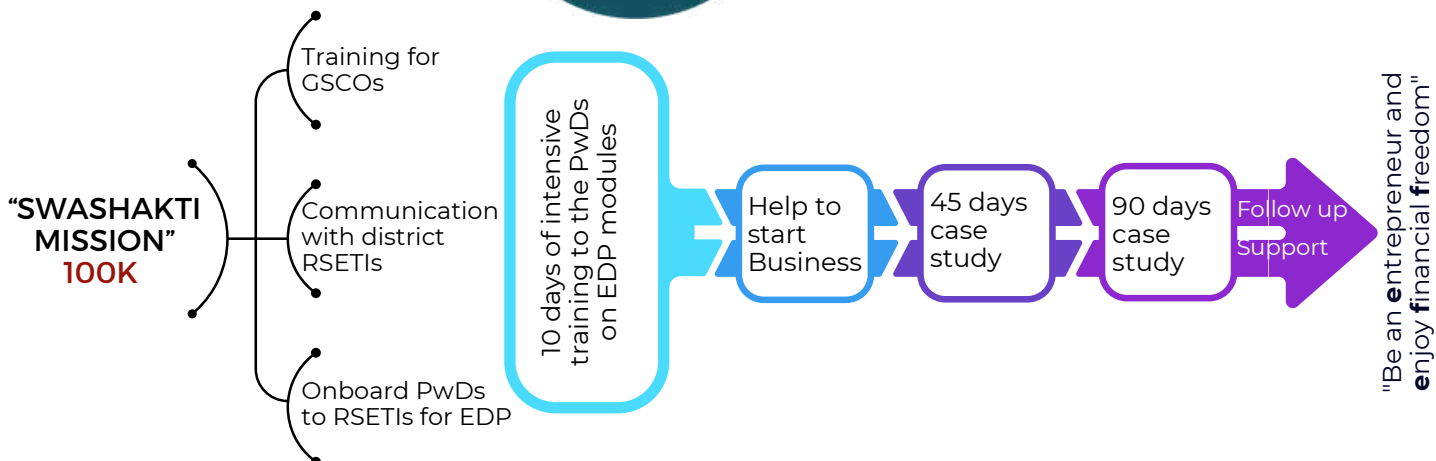 “SWASHAKTI
MISSION”
100K
Training for
GSCOs
Communication
with district
RSETIs
Onboard PwDs
to RSETIs for EDP
10 days of intensive
training to the PwDs
on EDP modules
Help to
start
Business
45 days
case
study
90 days
case
study
Follow up
Support
"Be an entrepreneur and
enjoy financial freedom"